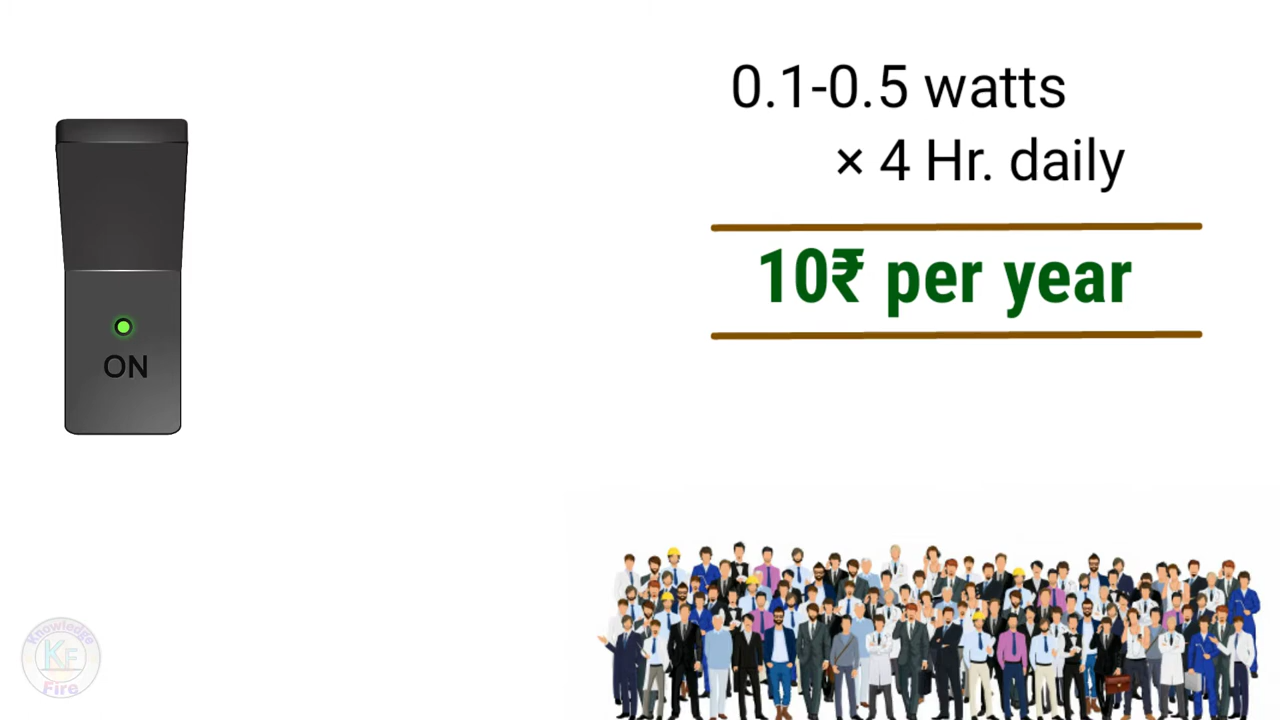 0.1-0.5 watts
× 4 Hr. daily
10₹ per year
ON
Knowledge
KF
Fire